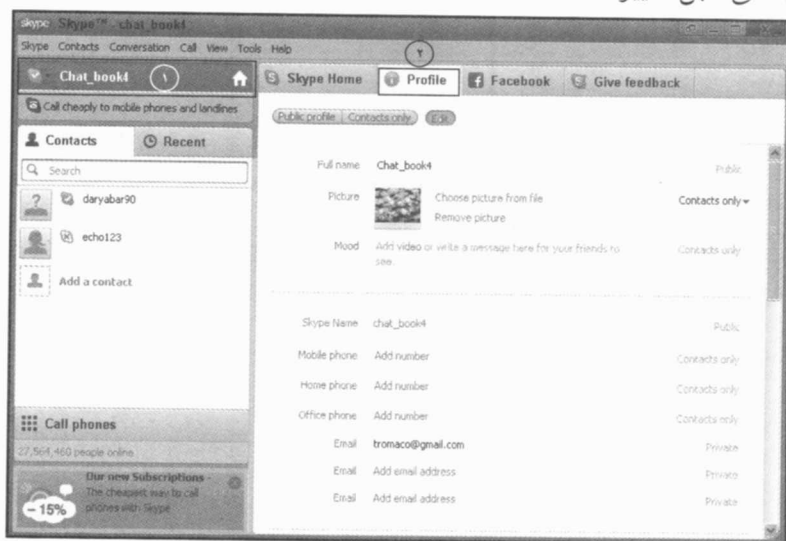 skype Skype™ - chat_book4
Skype Contacts Conversation Call View Tools Help
۲
Chat_book4 ۱
Skype Home Profile Facebook Give feedback
Call cheaply to mobile phones and landlines
Public profile Contacts only Edit
Contacts Recent
Search
Full name Chat_book4 Public
daryabar90
Picture Choose picture from file Contacts only
Remove picture
echo123
Mood Add video or write a message here for your friends to see. Contacts only
Add a contact
Skype Name chat_book4 Public
Mobile phone Add number Contacts only
Home phone Add number Contacts only
Office phone Add number Contacts only
Call phones
27,564,460 people online
Email tromaco@gmail.com Private
Email Add email address Private
Email Add email address Private
Our new Subscriptions -
The cheapest way to call
phones with Skype
- 15%